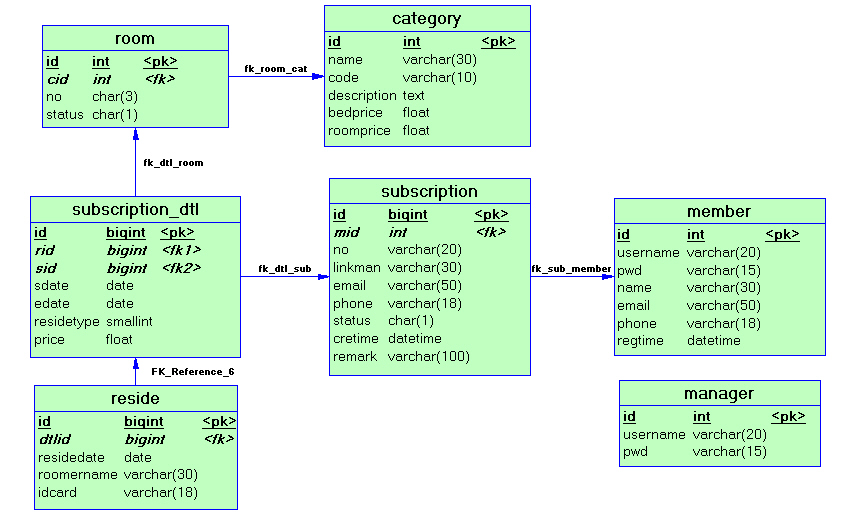 room
id int <pk>
cid int <fk>
no char(3)
status char(1)
fk_room_cat
category
id int <pk>
name varchar(30)
code varchar(10)
description text
bedprice float
roomprice float
fk_dtl_room
subscription_dtl
id bigint <pk>
rid bigint <fk1>
sid bigint <fk2>
sdate date
edate date
residetype smallint
price float
fk_dtl_sub
subscription
id bigint <pk>
mid int <fk>
no varchar(20)
linkman varchar(30)
email varchar(50)
phone varchar(18)
status char(1)
cretime datetime
remark varchar(100)
fk_sub_member
member
id int <pk>
username varchar(20)
pwd varchar(15)
name varchar(30)
email varchar(50)
phone varchar(18)
regtime datetime
FK_Reference_6
reside
id bigint <pk>
dtlid bigint <fk>
residedate date
roomername varchar(30)
idcard varchar(18)
manager
id int <pk>
username varchar(20)
pwd varchar(15)